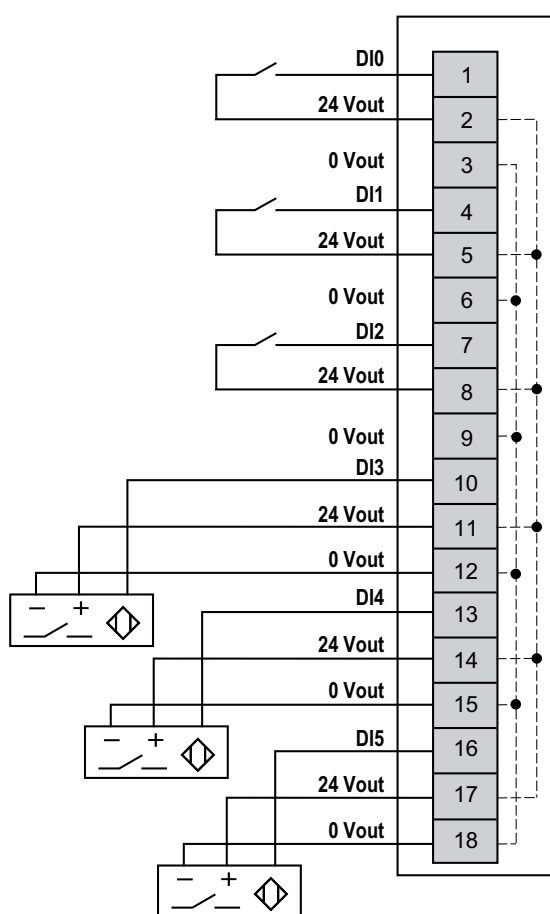 DI0 1
24 Vout 2
0 Vout 3
DI1 4
24 Vout 5
0 Vout 6
DI2 7
24 Vout 8
0 Vout 9
DI3 10
24 Vout 11
0 Vout 12
DI4 13
24 Vout 14
0 Vout 15
DI5 16
24 Vout 17
0 Vout 18
− +
− +
− +